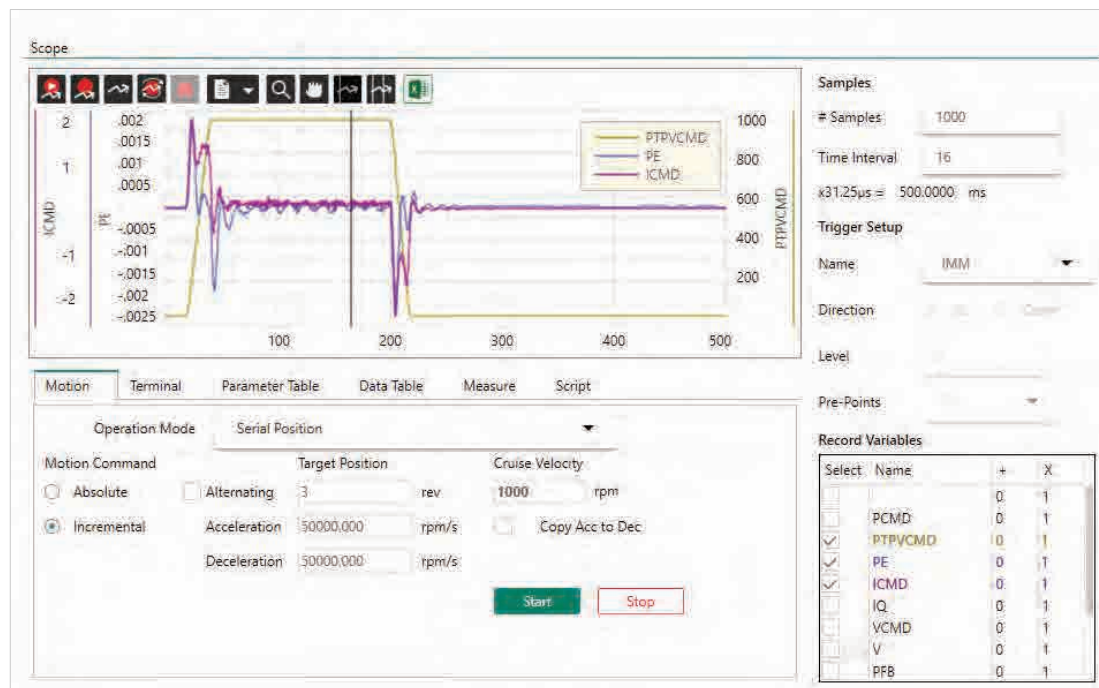 Scope
2
1
-1
-2
ICMD
.002
.0015
.001
.0005
-.0005
-.001
-.0015
-.002
-.0025
PE
PTPVCMD
PE
ICMD
1000
800
600
400
200
PTPVCMD
100 200 300 400 500
Samples
# Samples 1000
Time Interval 16
x31.25µs = 500.0000 ms
Trigger Setup
Name IMM
Direction
Level
Pre-Points
Record Variables
Select Name + X
0 1
PCMD 0 1
PTPVCMD 0 1
PE 0 1
ICMD 0 1
IQ 0 1
VCMD 0 1
V 0 1
PFB 0 1
Motion Terminal Parameter Table Data Table Measure Script
Operation Mode Serial Position
Motion Command Target Position Cruise Velocity
Absolute Alternating 3 rev 1000 rpm
Incremental Acceleration 50000.000 rpm/s Copy Acc to Dec
Deceleration 50000.000 rpm/s
Start Stop